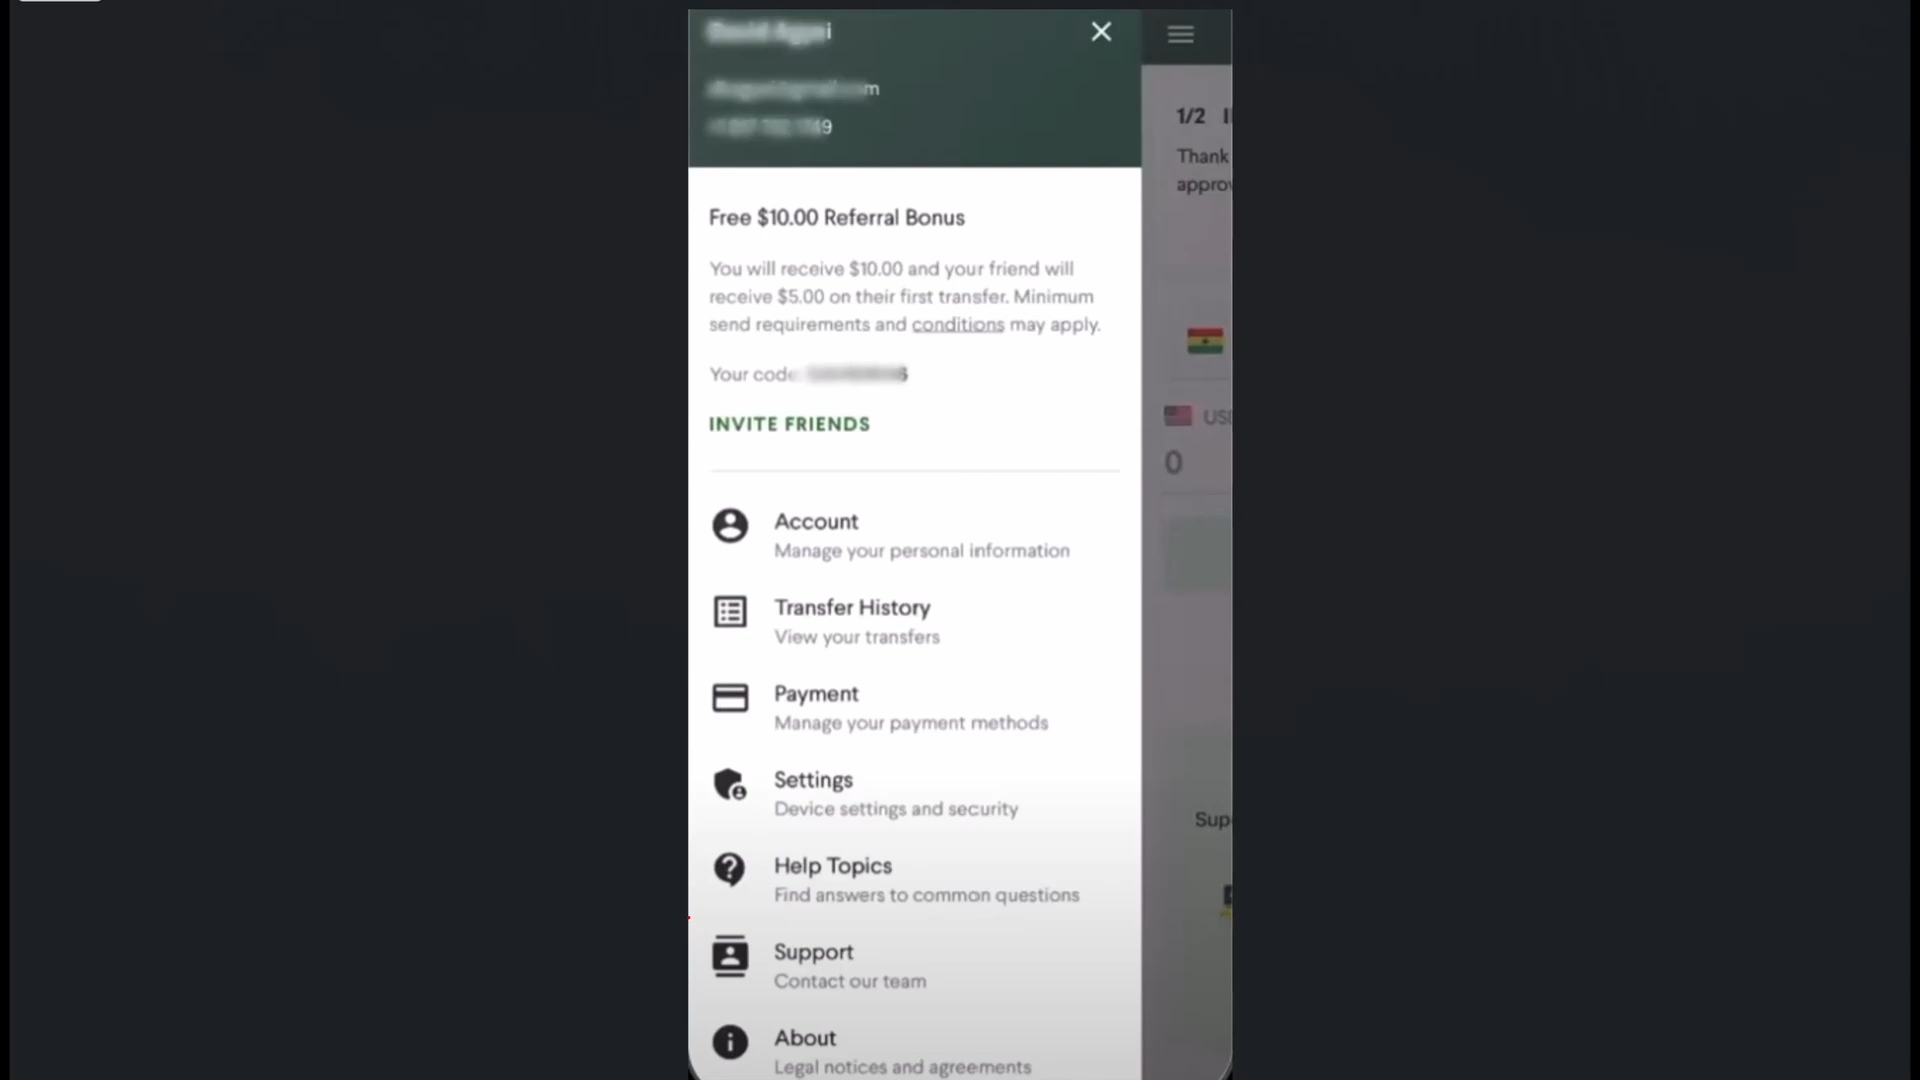 Free $10.00 Referral Bonus
You will receive $10.00 and your friend will
receive $5.00 on their first transfer. Minimum
send requirements and conditions may apply.
Your code:
INVITE FRIENDS
Account
Manage your personal information
Transfer History
View your transfers
Payment
Manage your payment methods
Settings
Device settings and security
Help Topics
Find answers to common questions
Support
Contact our team
About
Legal notices and agreements
1/2
Thank
0